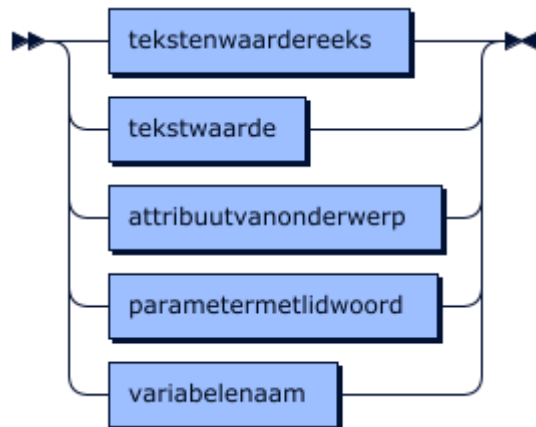 tekstenwaardereeks
tekstwaarde
attribuutvanonderwerp
parametermetlidwoord
variabelenaam